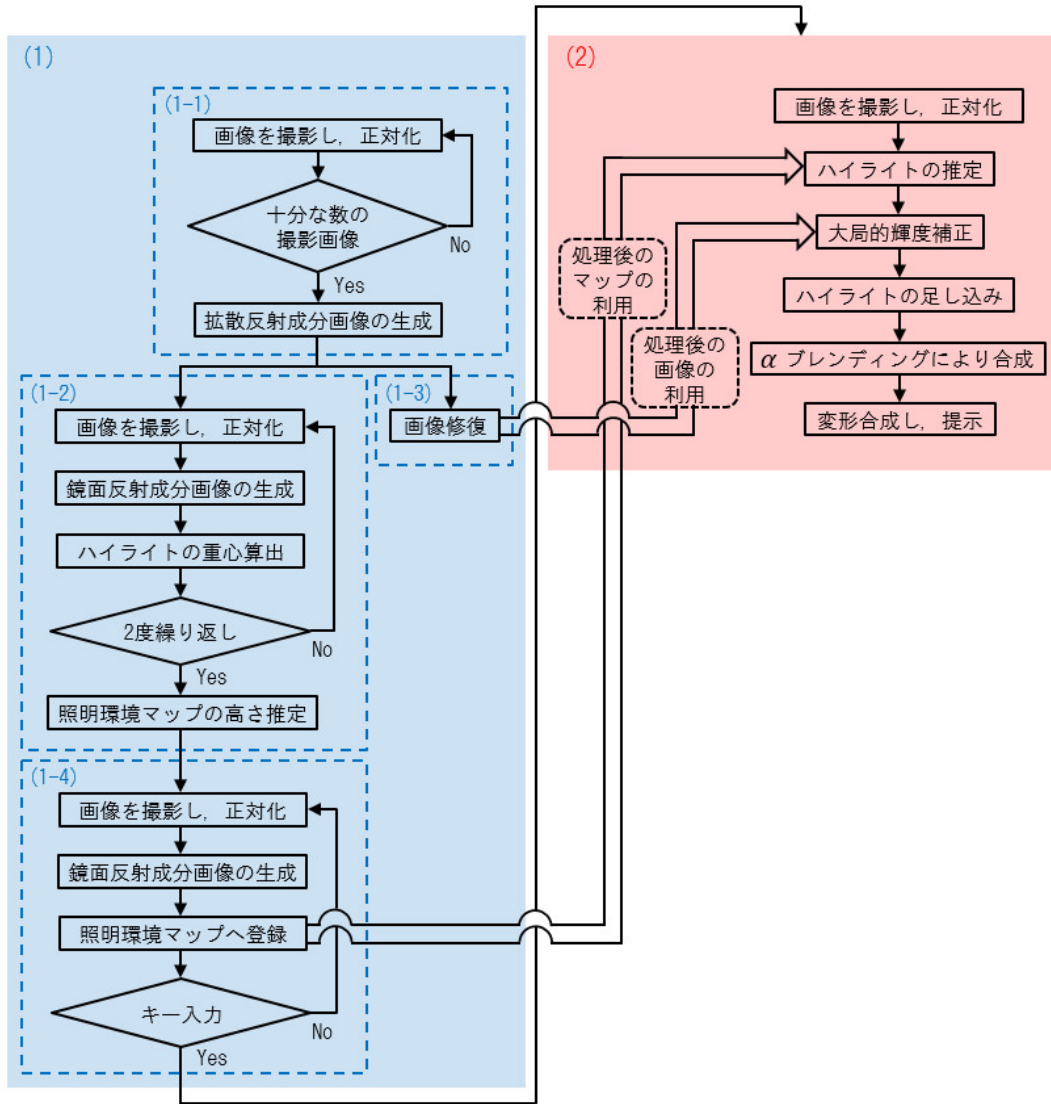 (1)
(1-1)
画像を撮影し，正対化
十分な数の
撮影画像
No
Yes
拡散反射成分画像の生成
(1-2)
画像を撮影し，正対化
鏡面反射成分画像の生成
ハイライトの重心算出
2度繰り返し
No
Yes
照明環境マップの高さ推定
(1-3)
画像修復
(1-4)
画像を撮影し，正対化
鏡面反射成分画像の生成
照明環境マップへ登録
キー入力
No
Yes
処理後の
マップの
利用
処理後の
画像の
利用
(2)
画像を撮影し，正対化
ハイライトの推定
大局的輝度補正
ハイライトの足し込み
α ブレンディングにより合成
変形合成し，提示